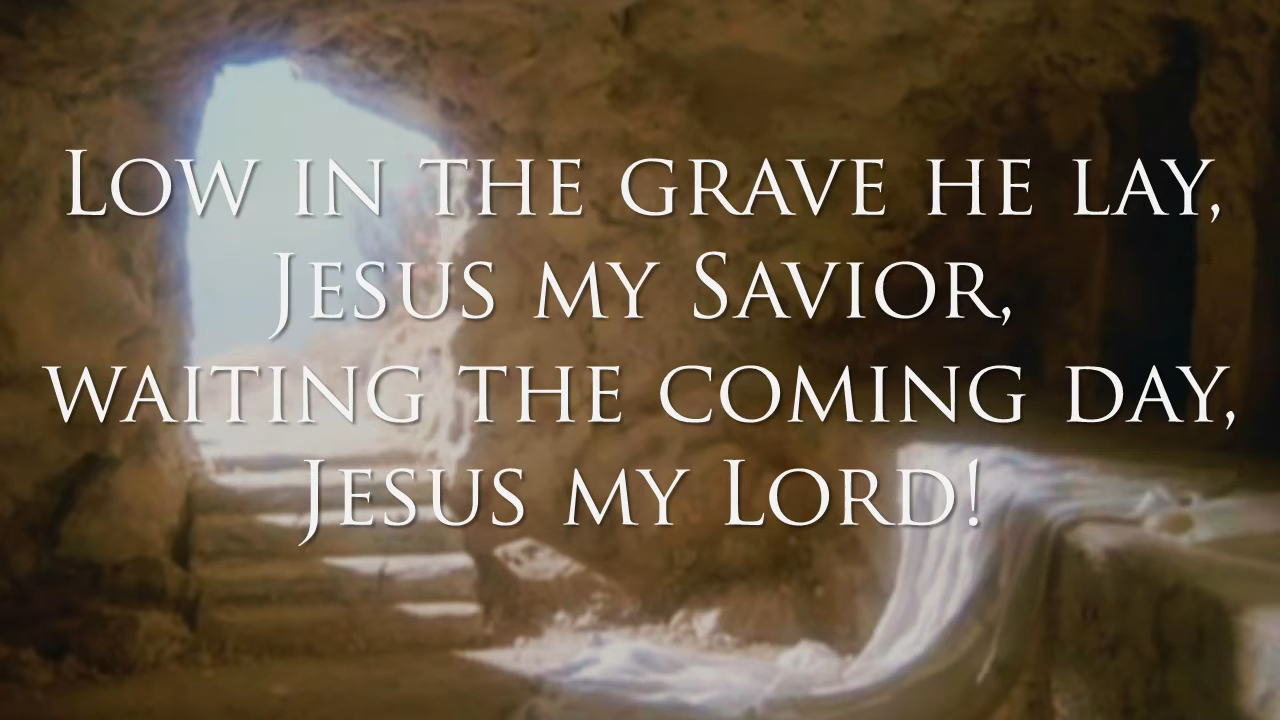 Low in the grave he lay,
Jesus my Savior,
waiting the coming day,
Jesus my Lord!